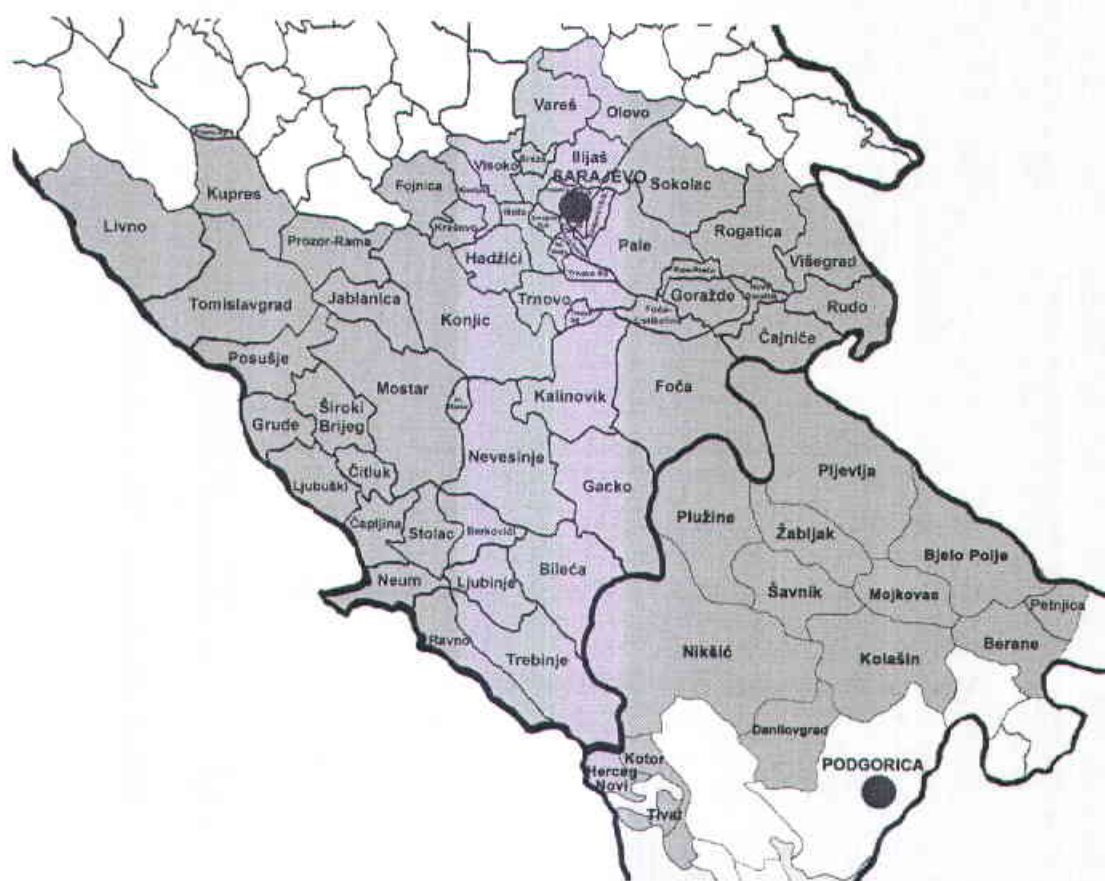 Vareš
Olovo
Visoko
Breza
Ilijaš
SARAJEVO
Fojnica
Sokolac
Kupres
Livno
Kreševo
Prozor-Rama
Hadžići
Pale
Rogatica
Višegrad
Tomislavgrad
Jablanica
Konjic
Trnovo
Goražde
Rudo
Čajniče
Posušje
Mostar
Kalinovik
Foča
Široki
Brijeg
Grude
Čitluk
Ljubuški
Nevesinje
Gacko
Pljevlja
Plužine
Žabljak
Čapljina
Stolac
Berkovići
Bjelo Polje
Neum
Ljubinje
Bileća
Šavnik
Mojkovas
Petnjica
Ravno
Trebinje
Nikšić
Kolašin
Berane
Danilovgrad
Kotor
PODGORICA
Herceg
Novi
Tivat